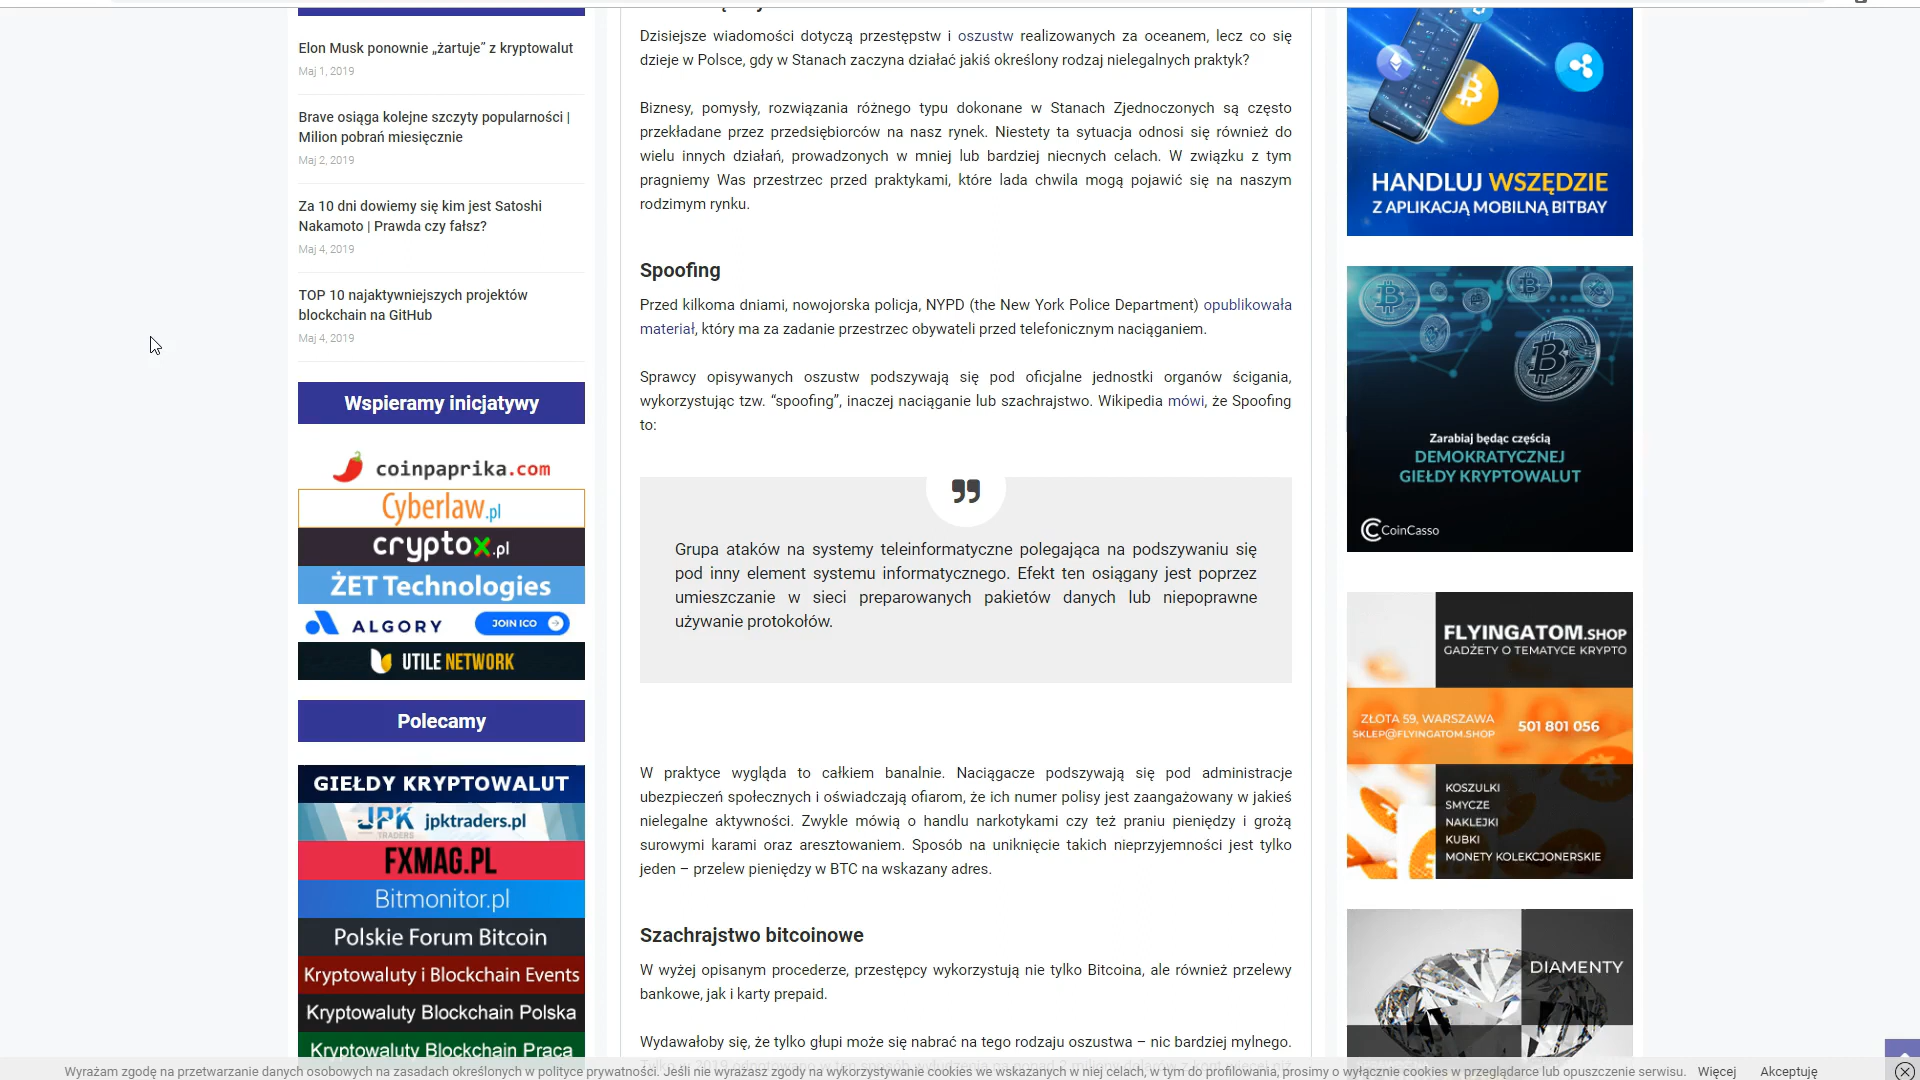 Elon Musk ponownie „żartuje” z kryptowalut
Maj 1, 2019
Brave osiąga kolejne szczyty popularności |
Milion pobrań miesięcznie
Maj 2, 2019
Za 10 dni dowiemy się kim jest Satoshi
Nakamoto | Prawda czy fałsz?
Maj 4, 2019
TOP 10 najaktywniejszych projektów
blockchain na GitHub
Maj 4, 2019
Wspieramy inicjatywy
coinpaprika.com
Cyberlaw.pl
cryptox.pl
ŻET Technologies
ALGORY JOIN ICO
UTILE NETWORK
Polecamy
GIEŁDY KRYPTOWALUT
JPK TRADERS jpktraders.pl
FXMAG.PL
Bitmonitor.pl
Polskie Forum Bitcoin
Kryptowaluty i Blockchain Events
Kryptowaluty Blockchain Polska
Kryptowaluty Blockchain Praca
Dzisiejsze wiadomości dotyczą przestępstw i oszustw realizowanych za oceanem, lecz co się
dzieje w Polsce, gdy w Stanach zaczyna działać jakiś określony rodzaj nielegalnych praktyk?
Biznesy, pomysły, rozwiązania różnego typu dokonane w Stanach Zjednoczonych są często
przekładane przez przedsiębiorców na nasz rynek. Niestety ta sytuacja odnosi się również do
wielu innych działań, prowadzonych w mniej lub bardziej niecnych celach. W związku z tym
pragniemy Was przestrzec przed praktykami, które lada chwila mogą pojawić się na naszym
rodzimym rynku.
Spoofing
Przed kilkoma dniami, nowojorska policja, NYPD (the New York Police Department) opublikowała
materiał, który ma za zadanie przestrzec obywateli przed telefonicznym naciąganiem.
Sprawcy opisywanych oszustw podszywają się pod oficjalne jednostki organów ścigania,
wykorzystując tzw. “spoofing”, inaczej naciąganie lub szachrajstwo. Wikipedia mówi, że Spoofing
to:
Grupa ataków na systemy teleinformatyczne polegająca na podszywaniu się
pod inny element systemu informatycznego. Efekt ten osiągany jest poprzez
umieszczanie w sieci preparowanych pakietów danych lub niepoprawne
używanie protokołów.
W praktyce wygląda to całkiem banalnie. Naciągacze podszywają się pod administracje
ubezpieczeń społecznych i oświadczają ofiarom, że ich numer polisy jest zaangażowany w jakieś
nielegalne aktywności. Zwykle mówią o handlu narkotykami czy też praniu pieniędzy i grożą
surowymi karami oraz aresztowaniem. Sposób na uniknięcie takich nieprzyjemności jest tylko
jeden – przelew pieniędzy w BTC na wskazany adres.
Szachrajstwo bitcoinowe
W wyżej opisanym procederze, przestępcy wykorzystują nie tylko Bitcoina, ale również przelewy
bankowe, jak i karty prepaid.
Wydawałoby się, że tylko głupi może się nabrać na tego rodzaju oszustwa – nic bardziej mylnego.
HANDLUJ WSZĘDZIE
Z APLIKACJĄ MOBILNĄ BITBAY
Zarabiaj będąc częścią
DEMOKRATYCZNEJ
GIEŁDY KRYPTOWALUT
CoinCasso
FLYINGATOM.SHOP
GADŻETY O TEMATYCE KRYPTO
ZŁOTA 59, WARSZAWA
SKLEP@FLYINGATOM.SHOP
501 801 056
KOSZULKI
SMYCZE
NAKLEJKI
KUBKI
MONETY KOLEKCJONERSKIE
DIAMENTY
Wyrażam zgodę na przetwarzanie danych osobowych na zasadach określonych w polityce prywatności. Jeśli nie wyrażasz zgody na wykorzystywanie cookies we wskazanych w niej celach, w tym do profilowania, prosimy o wyłącznie cookies w przeglądarce lub opuszczenie serwisu. Więcej Akceptuję